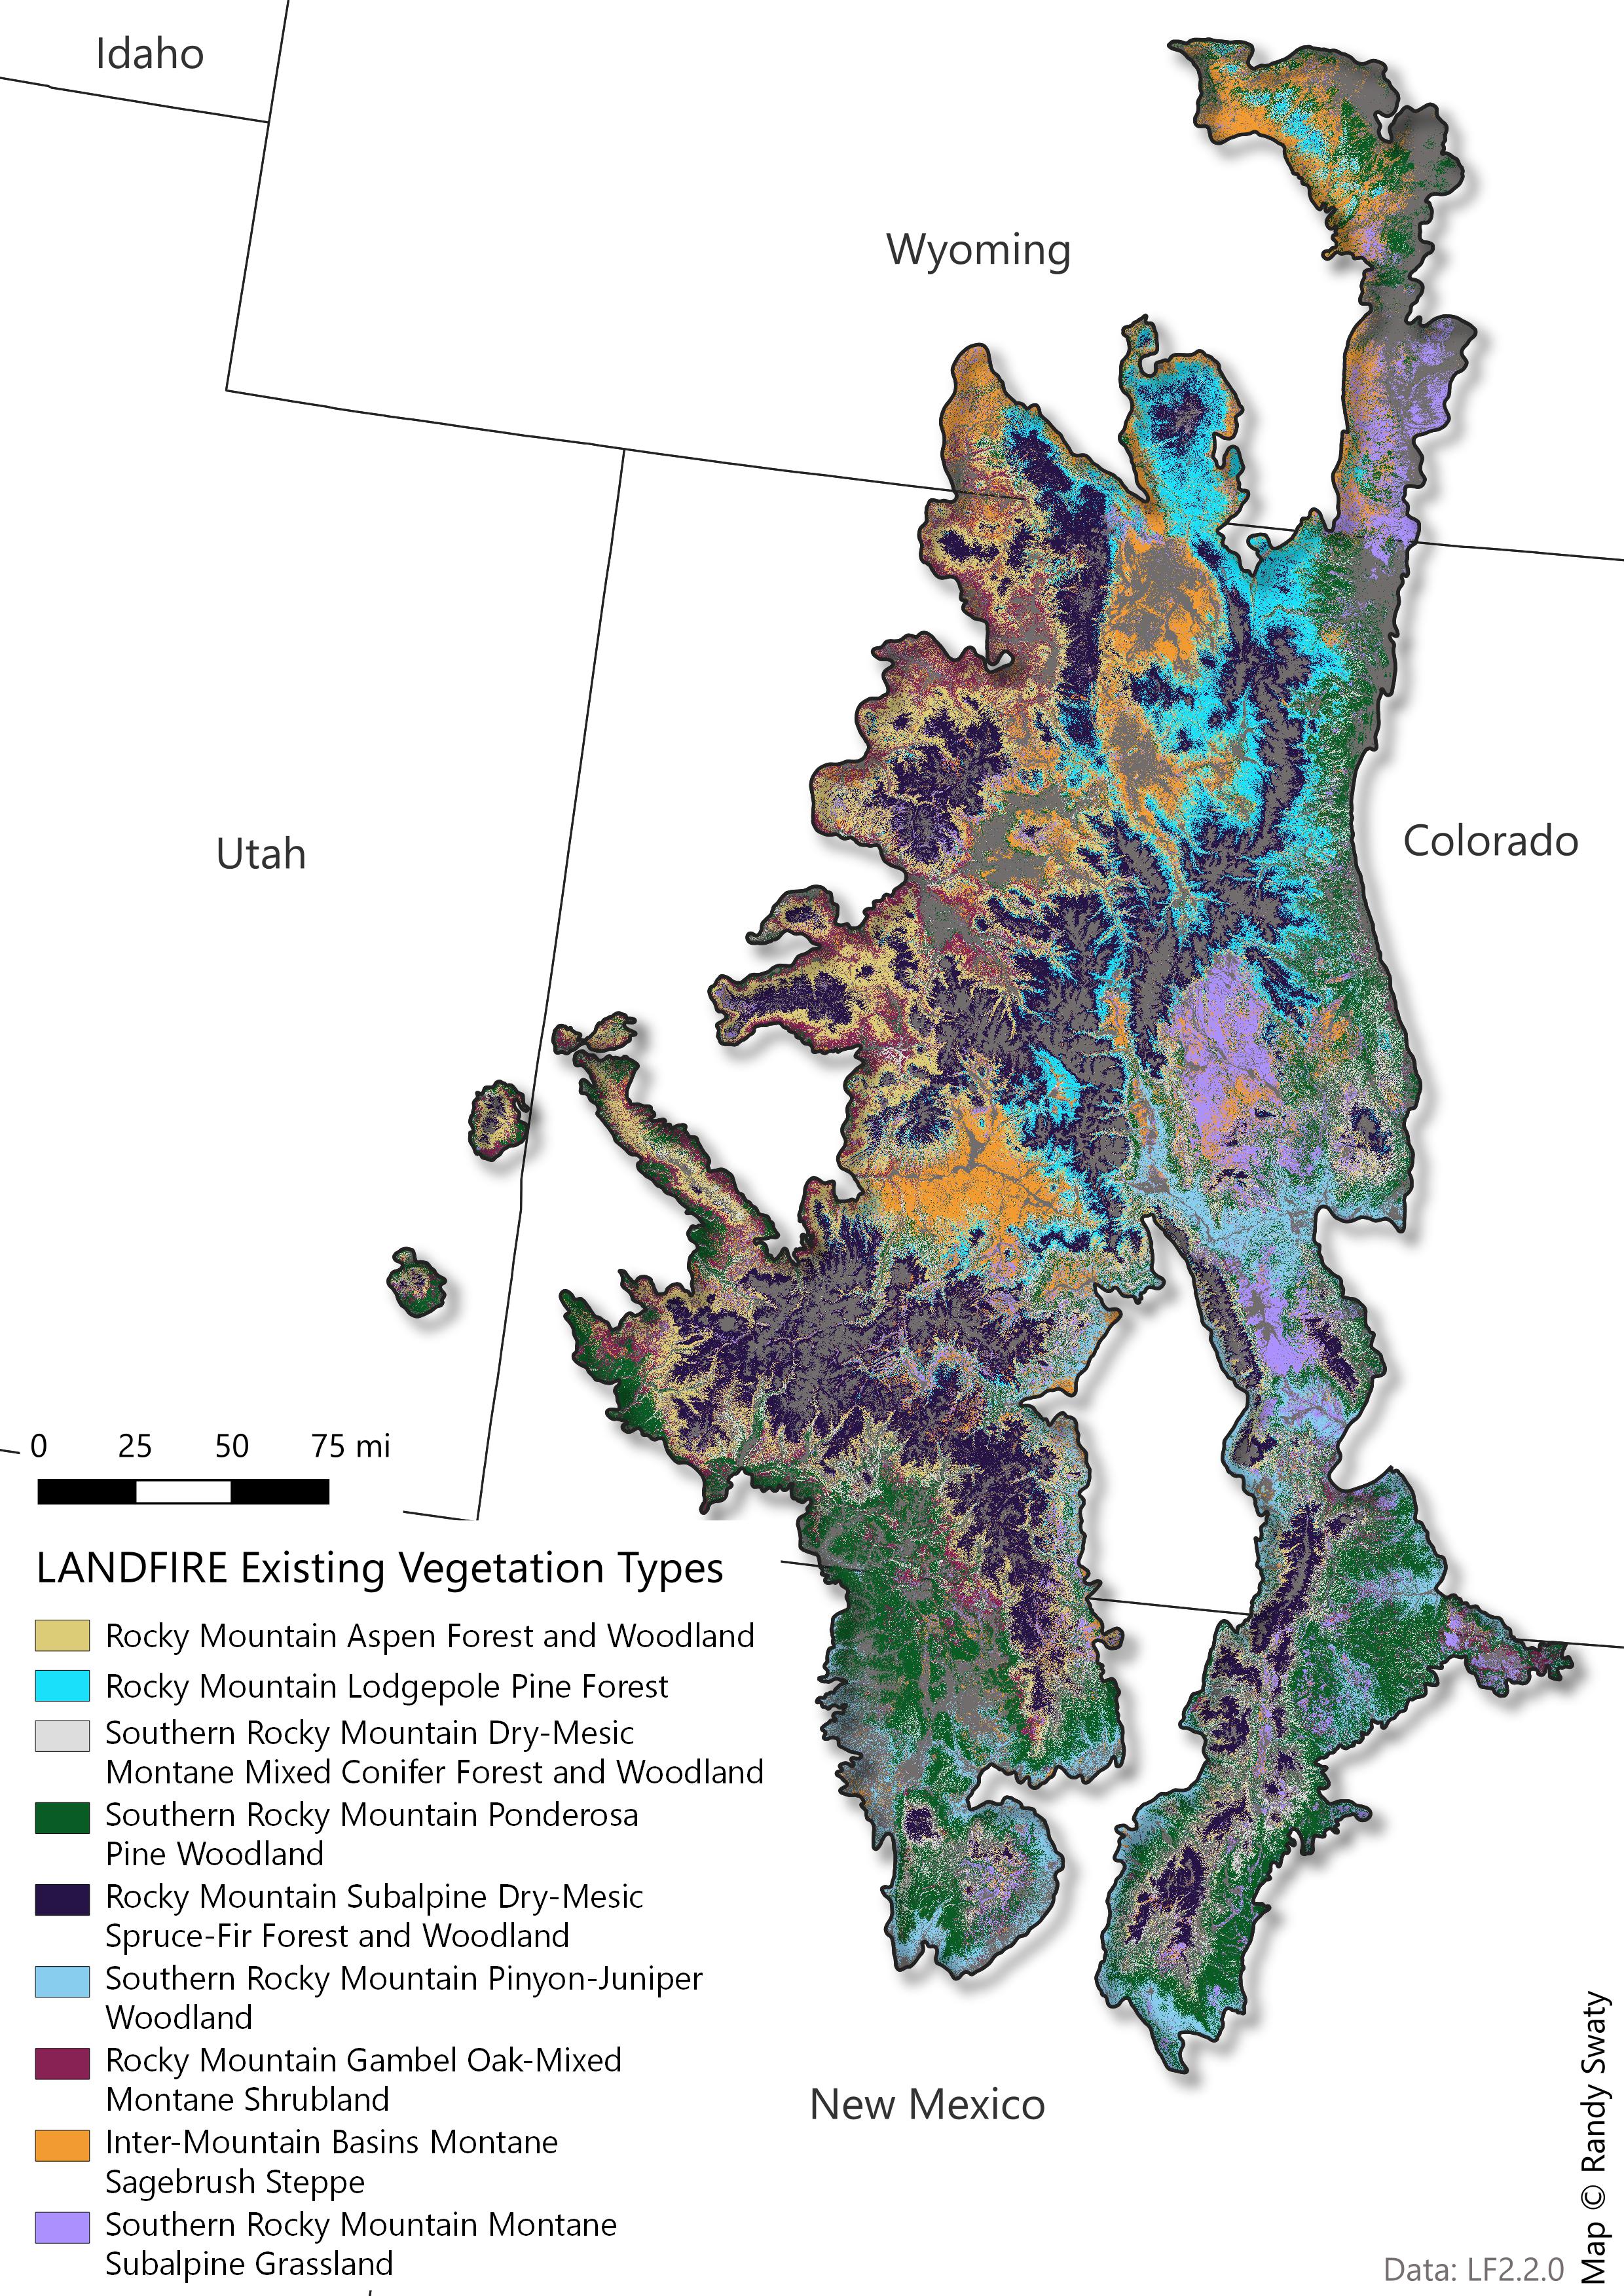 Idaho
Wyoming
Utah
Colorado
0 25 50 75 mi
LANDFIRE Existing Vegetation Types
Rocky Mountain Aspen Forest and Woodland
Rocky Mountain Lodgepole Pine Forest
Southern Rocky Mountain Dry-Mesic
Montane Mixed Conifer Forest and Woodland
Southern Rocky Mountain Ponderosa
Pine Woodland
Rocky Mountain Subalpine Dry-Mesic
Spruce-Fir Forest and Woodland
Southern Rocky Mountain Pinyon-Juniper
Woodland
Rocky Mountain Gambel Oak-Mixed
Montane Shrubland
Inter-Mountain Basins Montane
Sagebrush Steppe
Southern Rocky Mountain Montane
Subalpine Grassland
New Mexico
Data: LF2.2.0
Map © Randy Swaty